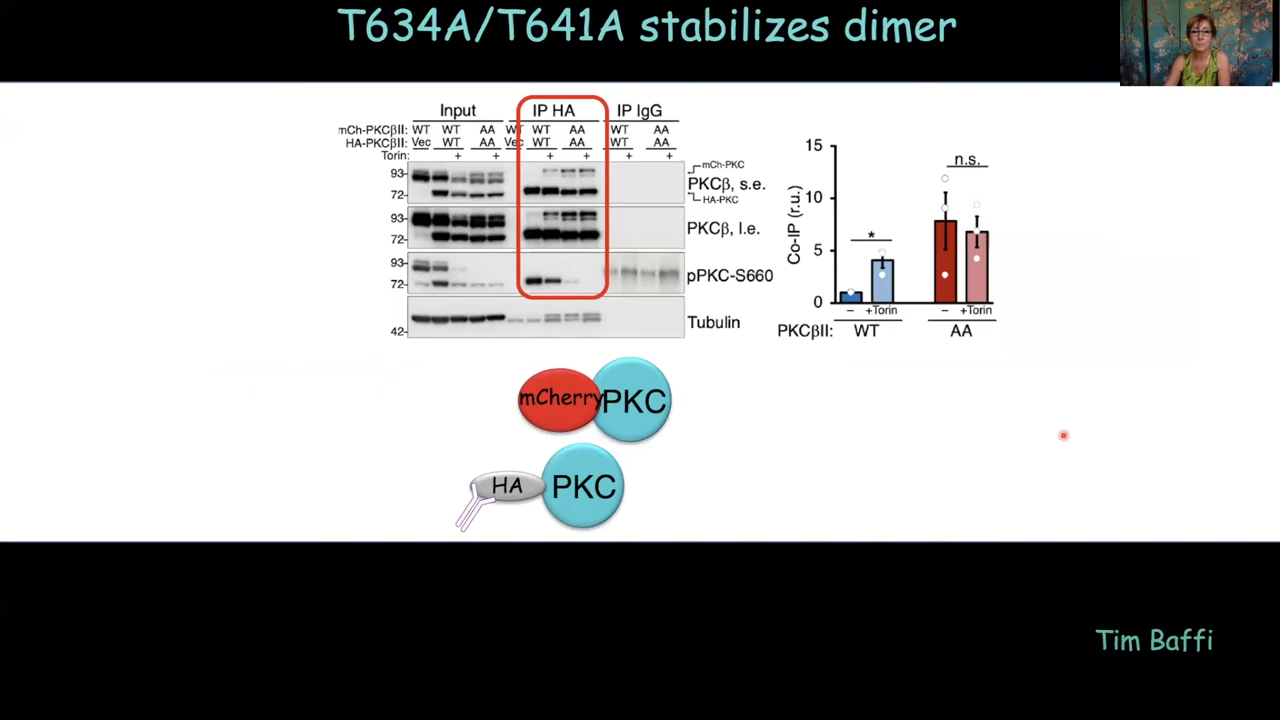 T634A/T641A stabilizes dimer
Input IP HA IP IgG
mCh-PKCβII: WT WT AA WT WT AA WT AA
HA-PKCβII: Vec WT AA Vec WT AA WT AA
Torin: + + + + + +
93
72
mCh-PKC
PKCβ, s.e.
HA-PKC
93
72
PKCβ, l.e.
93
72
pPKC-S660
42
Tubulin
15
10
5
0
Co-IP (r.u.)
*
n.s.
– +Torin – +Torin
PKCβII: WT AA
mCherry PKC
HA PKC
Tim Baffi